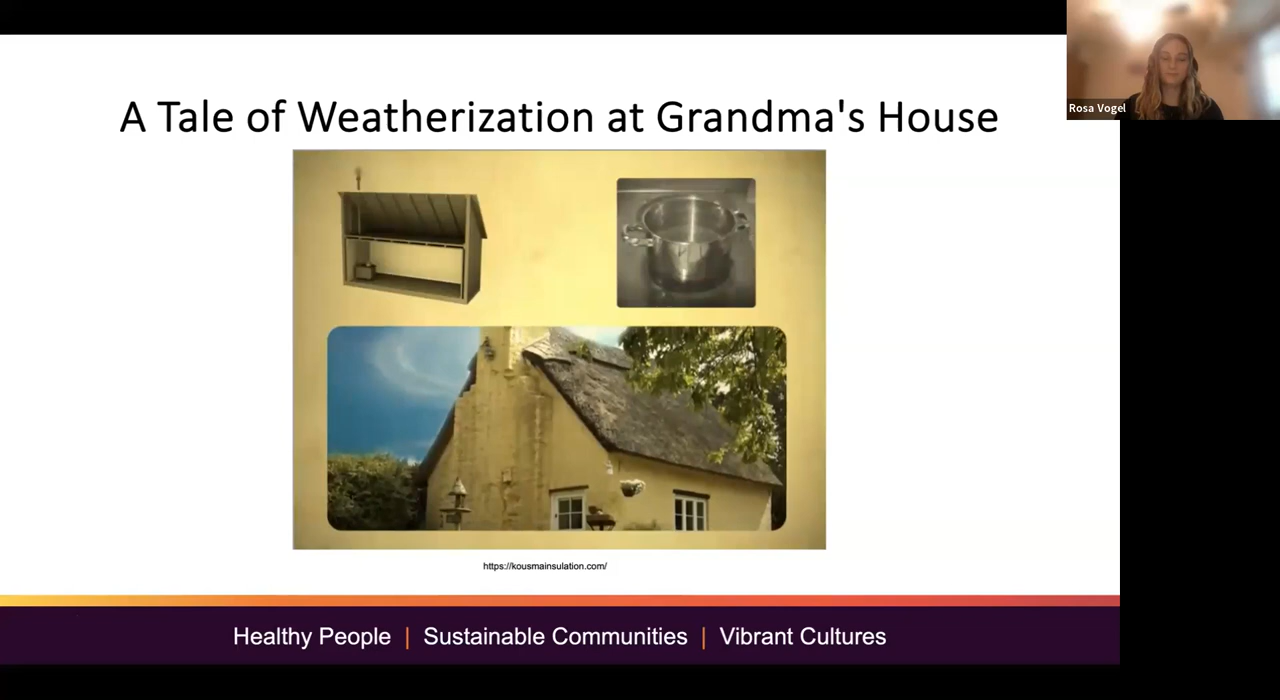 A Tale of Weatherization at Grandma's House
Rosa Vogel
https://kousmainsulation.com/
Healthy People | Sustainable Communities | Vibrant Cultures